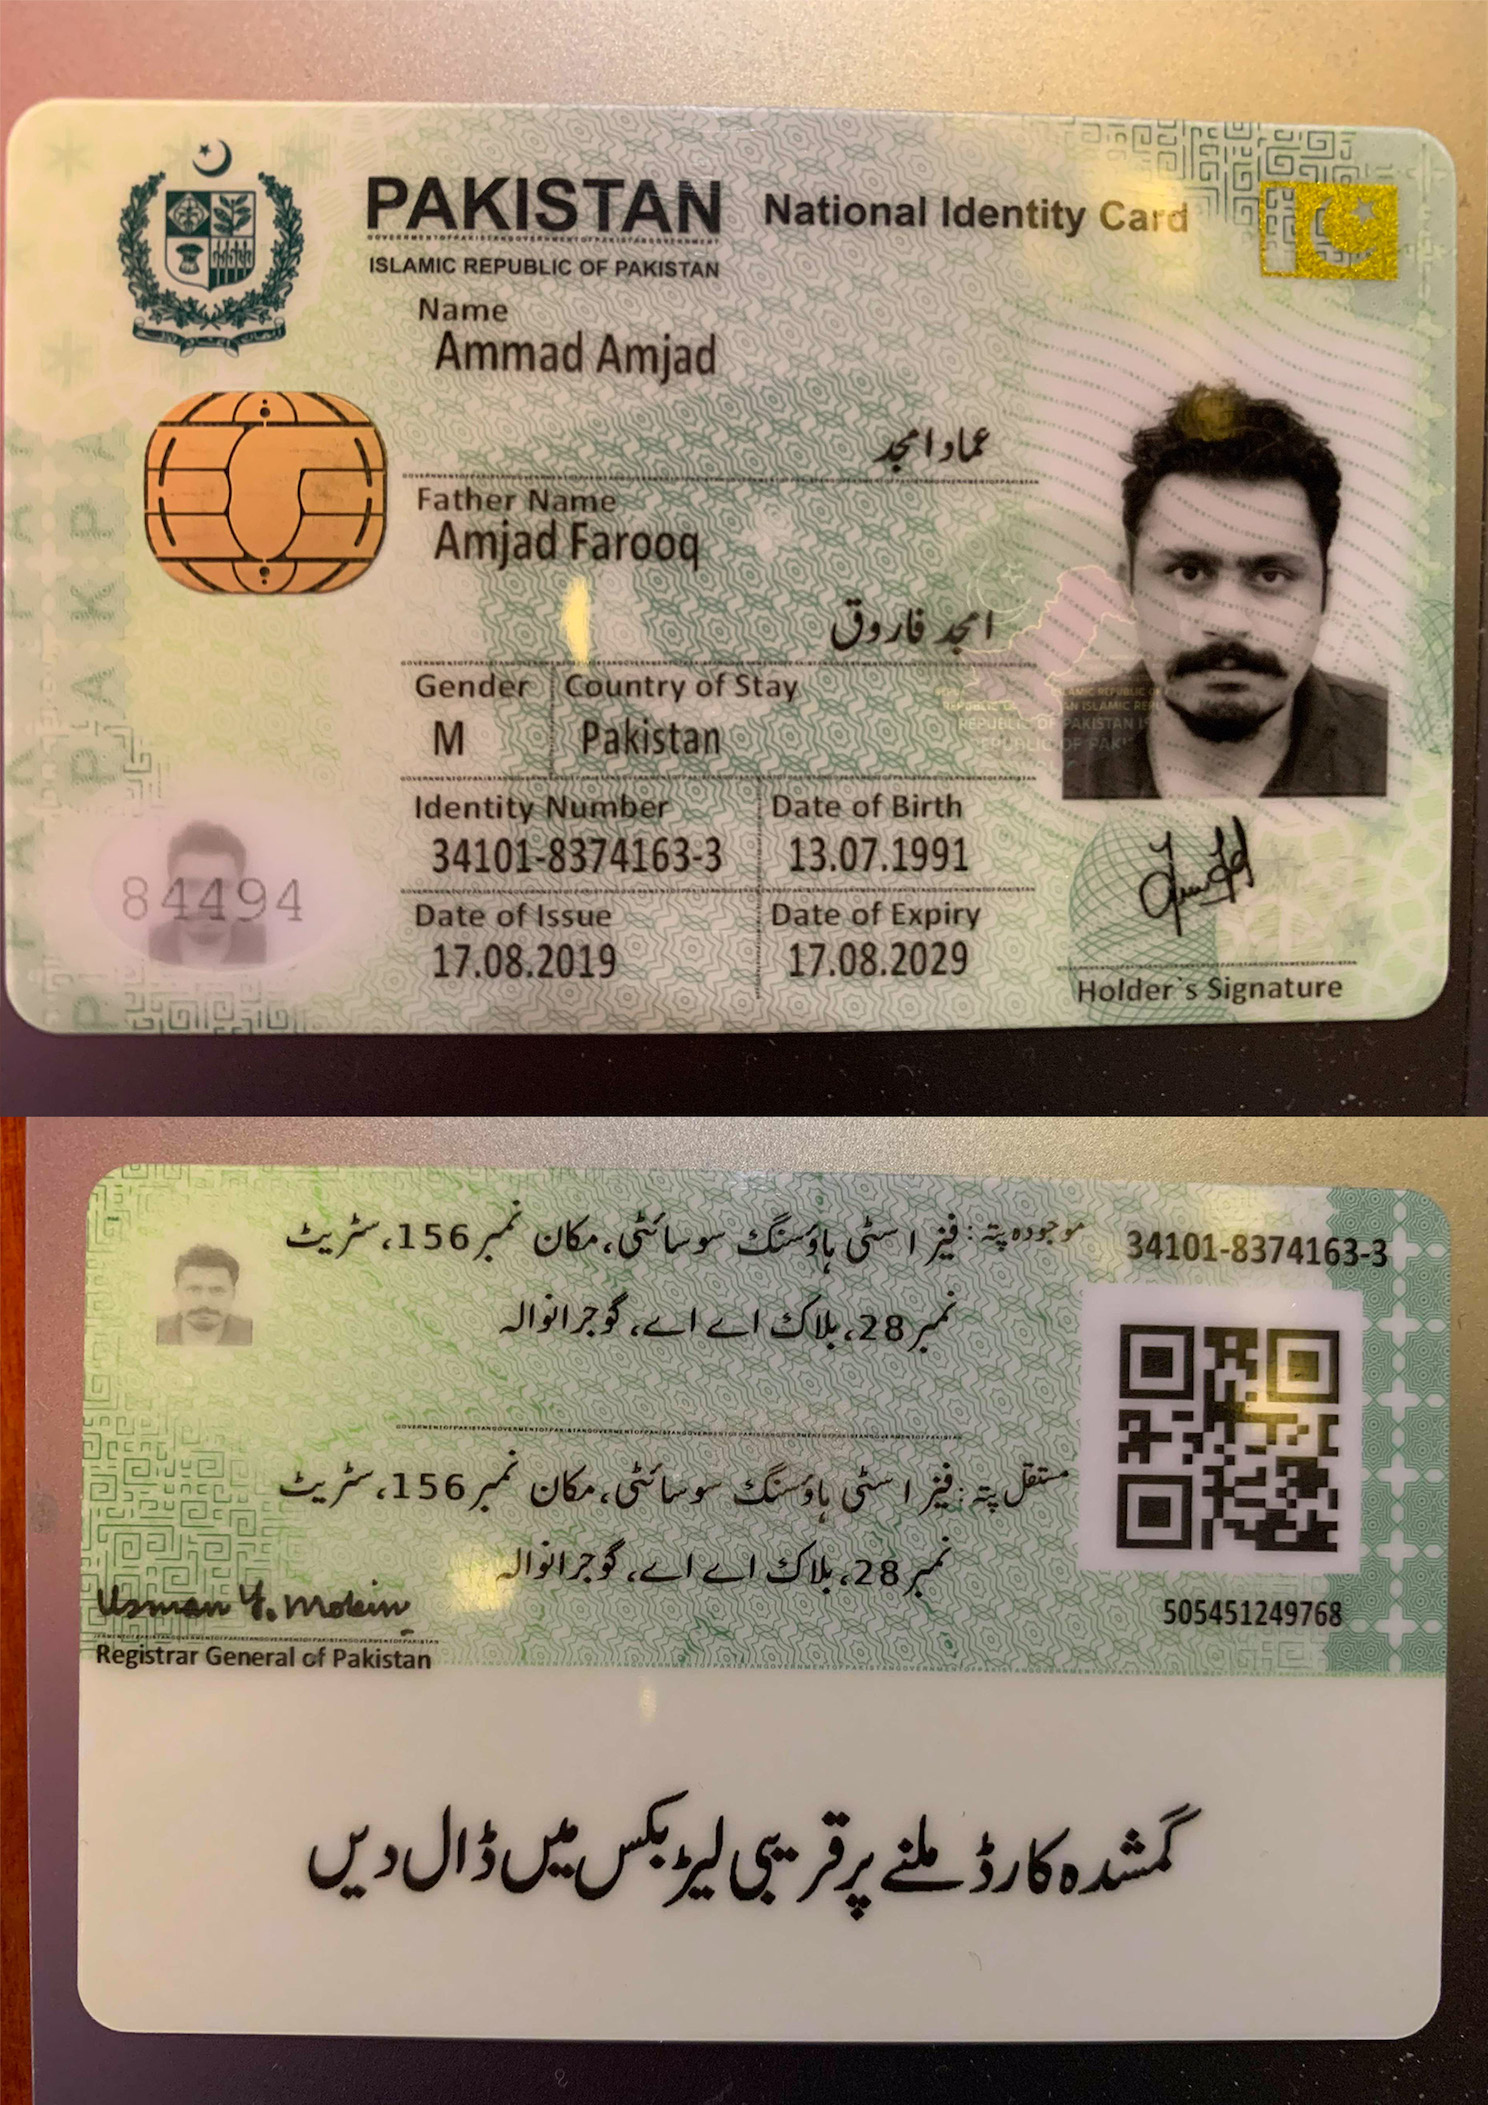 PAKISTAN National Identity Card
ISLAMIC REPUBLIC OF PAKISTAN
Name
Ammad Amjad
عماد امجد
Father Name
Amjad Farooq
امجد فاروق
Gender Country of Stay
M Pakistan
Identity Number Date of Birth
34101-8374163-3 13.07.1991
Date of Issue Date of Expiry
17.08.2019 17.08.2029
84494
Holder`s Signature
موجودہ پتہ: فیز ا سٹی ہاؤسنگ سوسائٹی، مکان نمبر 156، سٹریٹ
نمبر 28، بلاک اے اے، گوجرانوالہ
34101-8374163-3
مستقل پتہ: فیز ا سٹی ہاؤسنگ سوسائٹی، مکان نمبر 156، سٹریٹ
نمبر 28، بلاک اے اے، گوجرانوالہ
505451249768
Usman Y. Mobin
Registrar General of Pakistan
گمشدہ کارڈ ملنے پر قریبی لیٹر بکس میں ڈال دیں